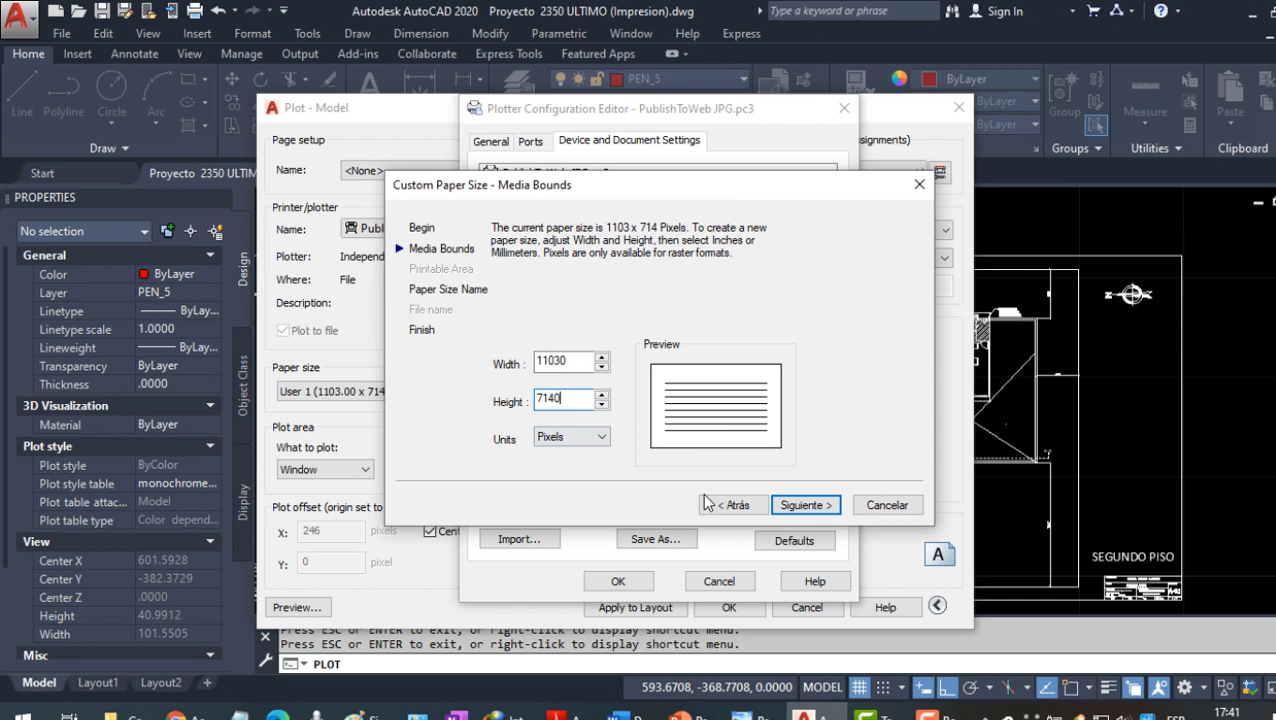 Autodesk AutoCAD 2020 Proyecto 2350 ULTIMO (Impresion).dwg
Type a keyword or phrase
Sign In
File Edit View Insert Format Tools Draw Dimension Modify Parametric Window Help Express
Home Insert Annotate View Manage Output Add-ins Collaborate Express Tools Featured Apps
PEN_5
ByLayer
Line Polyline Circle Arc
Group
Measure
Paste
Draw
Groups
Utilities
Clipboard
Start
Proyecto 2350 ULTIM
PROPERTIES
No selection
General
Color ByLayer
Layer PEN_5
Linetype ByLay...
Linetype scale 1.0000
Lineweight ByLay...
Transparency ByLayer
Thickness .0000
3D Visualization
Material ByLayer
Plot style
Plot style ByColor
Plot style table monochrome...
Plot table attac... Model
Plot table type Color depend...
View
Center X 601.5928
Center Y -382.3729
Center Z .0000
Height 40.9912
Width 101.5505
Misc
Design
Object Class
Display
Plot - Model
Page setup
Name: <None>
Printer/plotter
Name: Publ
Plotter: Independ
Where: File
Description:
Plot to file
Paper size
User 1 (1103.00 x 714
Plot area
What to plot:
Window
Plot offset (origin set to
X: 246 pixels
Cent
Y: 0 pixels
Preview...
Apply to Layout
OK
Cancel
Help
signments)
Plotter Configuration Editor - PublishToWeb JPG.pc3
General Ports Device and Document Settings
Import...
Save As...
Defaults
OK
Cancel
Help
Custom Paper Size - Media Bounds
Begin
Media Bounds
Printable Area
Paper Size Name
File name
Finish
The current paper size is 1103 x 714 Pixels. To create a new
paper size, adjust Width and Height, then select Inches or
Millimeters. Pixels are only available for raster formats.
Width : 11030
Height : 7140
Units Pixels
Preview
< Atrás
Siguiente >
Cancelar
SEGUNDO PISO
Press ESC or ENTER to exit, or right-click to display shortcut menu.
Press ESC or ENTER to exit, or right-click to display shortcut menu.
PLOT
Model Layout1 Layout2 +
593.6708, -368.7708, 0.0000 MODEL
17:41